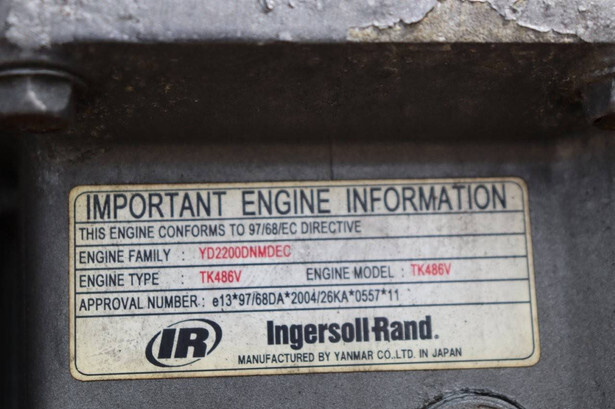 IMPORTANT ENGINE INFORMATION
THIS ENGINE CONFORMS TO 97/68/EC DIRECTIVE
ENGINE FAMILY : YD2200DNMDEC
ENGINE TYPE : TK486V ENGINE MODEL : TK486V
APPROVAL NUMBER : e13*97/68DA*2004/26KA*0557*11
IR Ingersoll-Rand.
MANUFACTURED BY YANMAR CO.,LTD. IN JAPAN